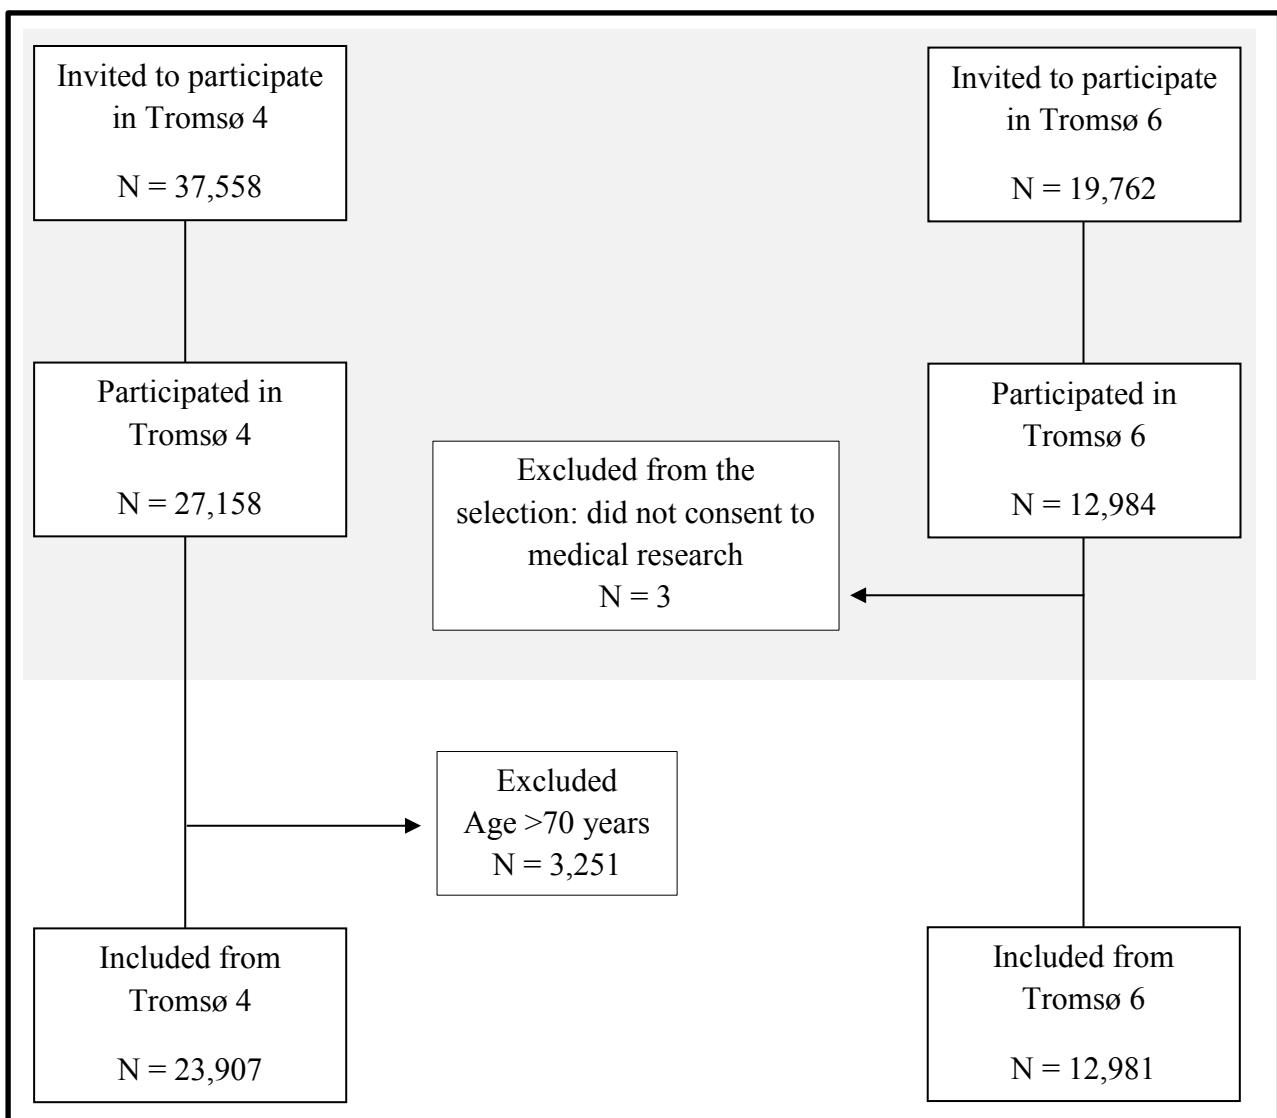 Invited to participate
in Tromsø 4
N = 37,558
Invited to participate
in Tromsø 6
N = 19,762
Participated in
Tromsø 4
N = 27,158
Participated in
Tromsø 6
N = 12,984
Excluded from the
selection: did not consent to
medical research
N = 3
Excluded
Age >70 years
N = 3,251
Included from
Tromsø 4
N = 23,907
Included from
Tromsø 6
N = 12,981